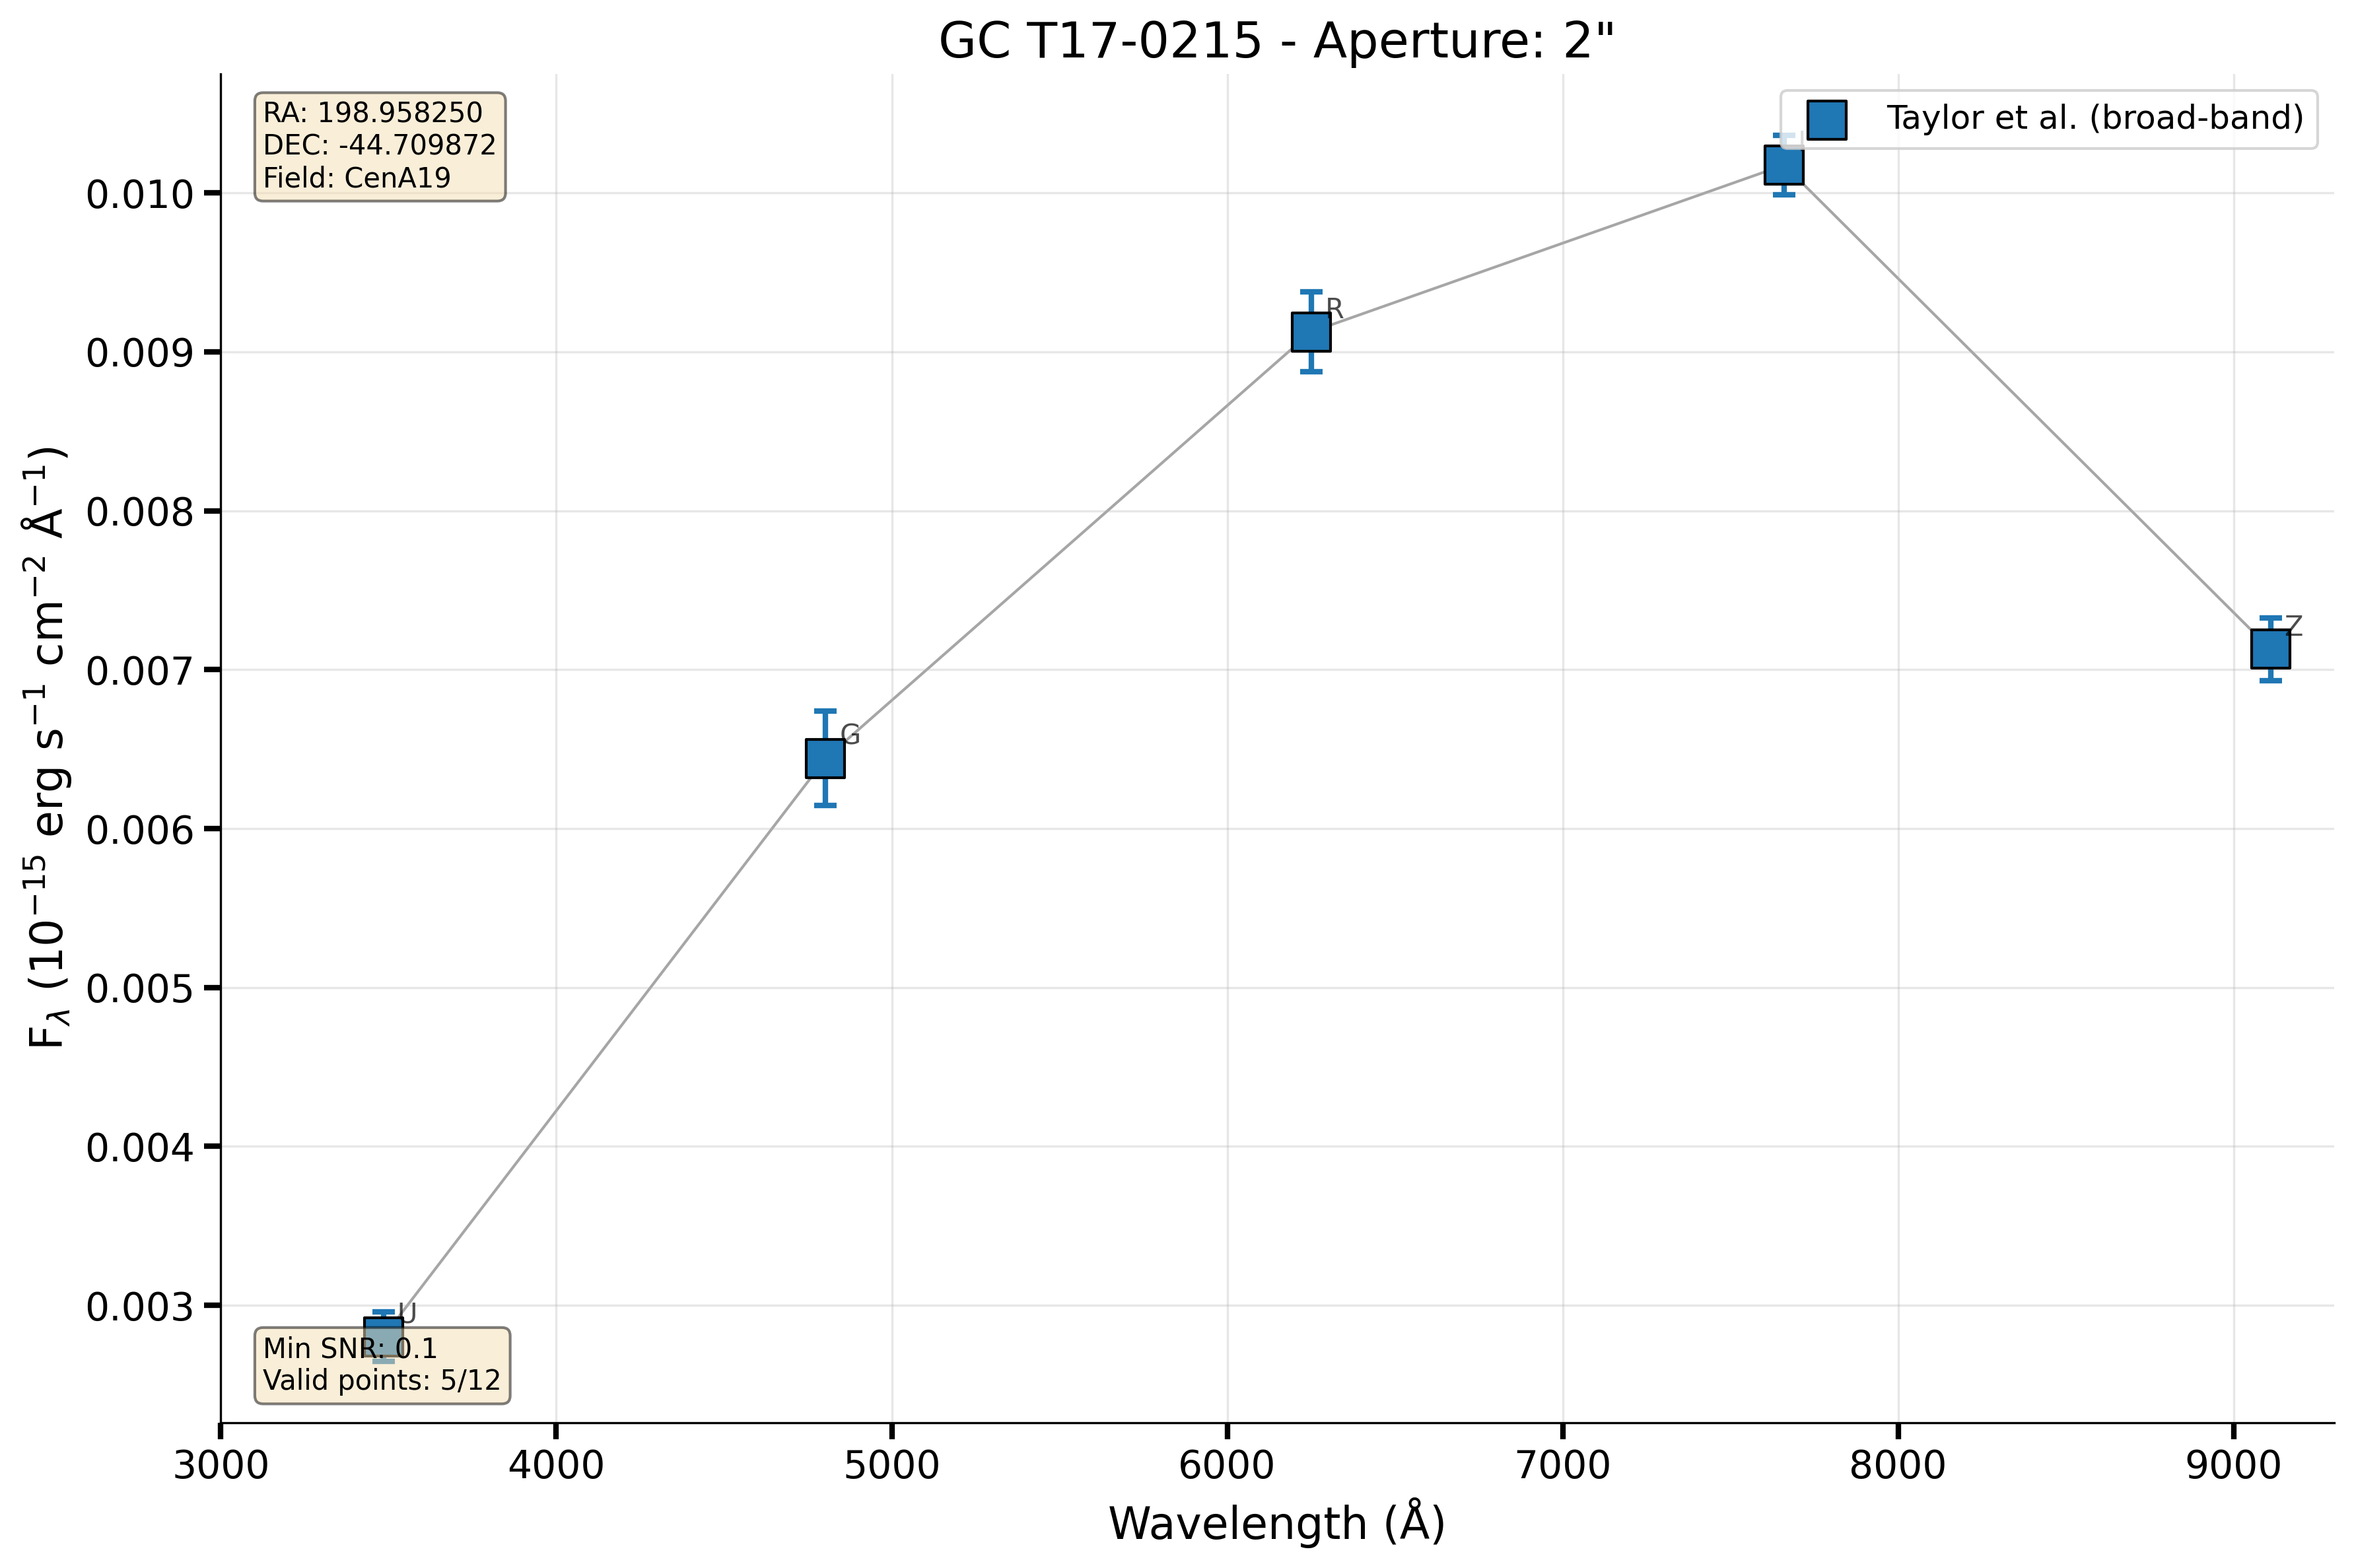 GC T17-0215 - Aperture: 2"
RA: 198.958250
DEC: -44.709872
Field: CenA19
Taylor et al. (broad-band)
0.010
0.009
0.008
0.007
0.006
0.005
0.004
0.003
F_λ (10⁻¹⁵ erg s⁻¹ cm⁻² Å⁻¹)
R
Z
G
U
Min SNR: 0.1
Valid points: 5/12
3000 4000 5000 6000 7000 8000 9000
Wavelength (Å)